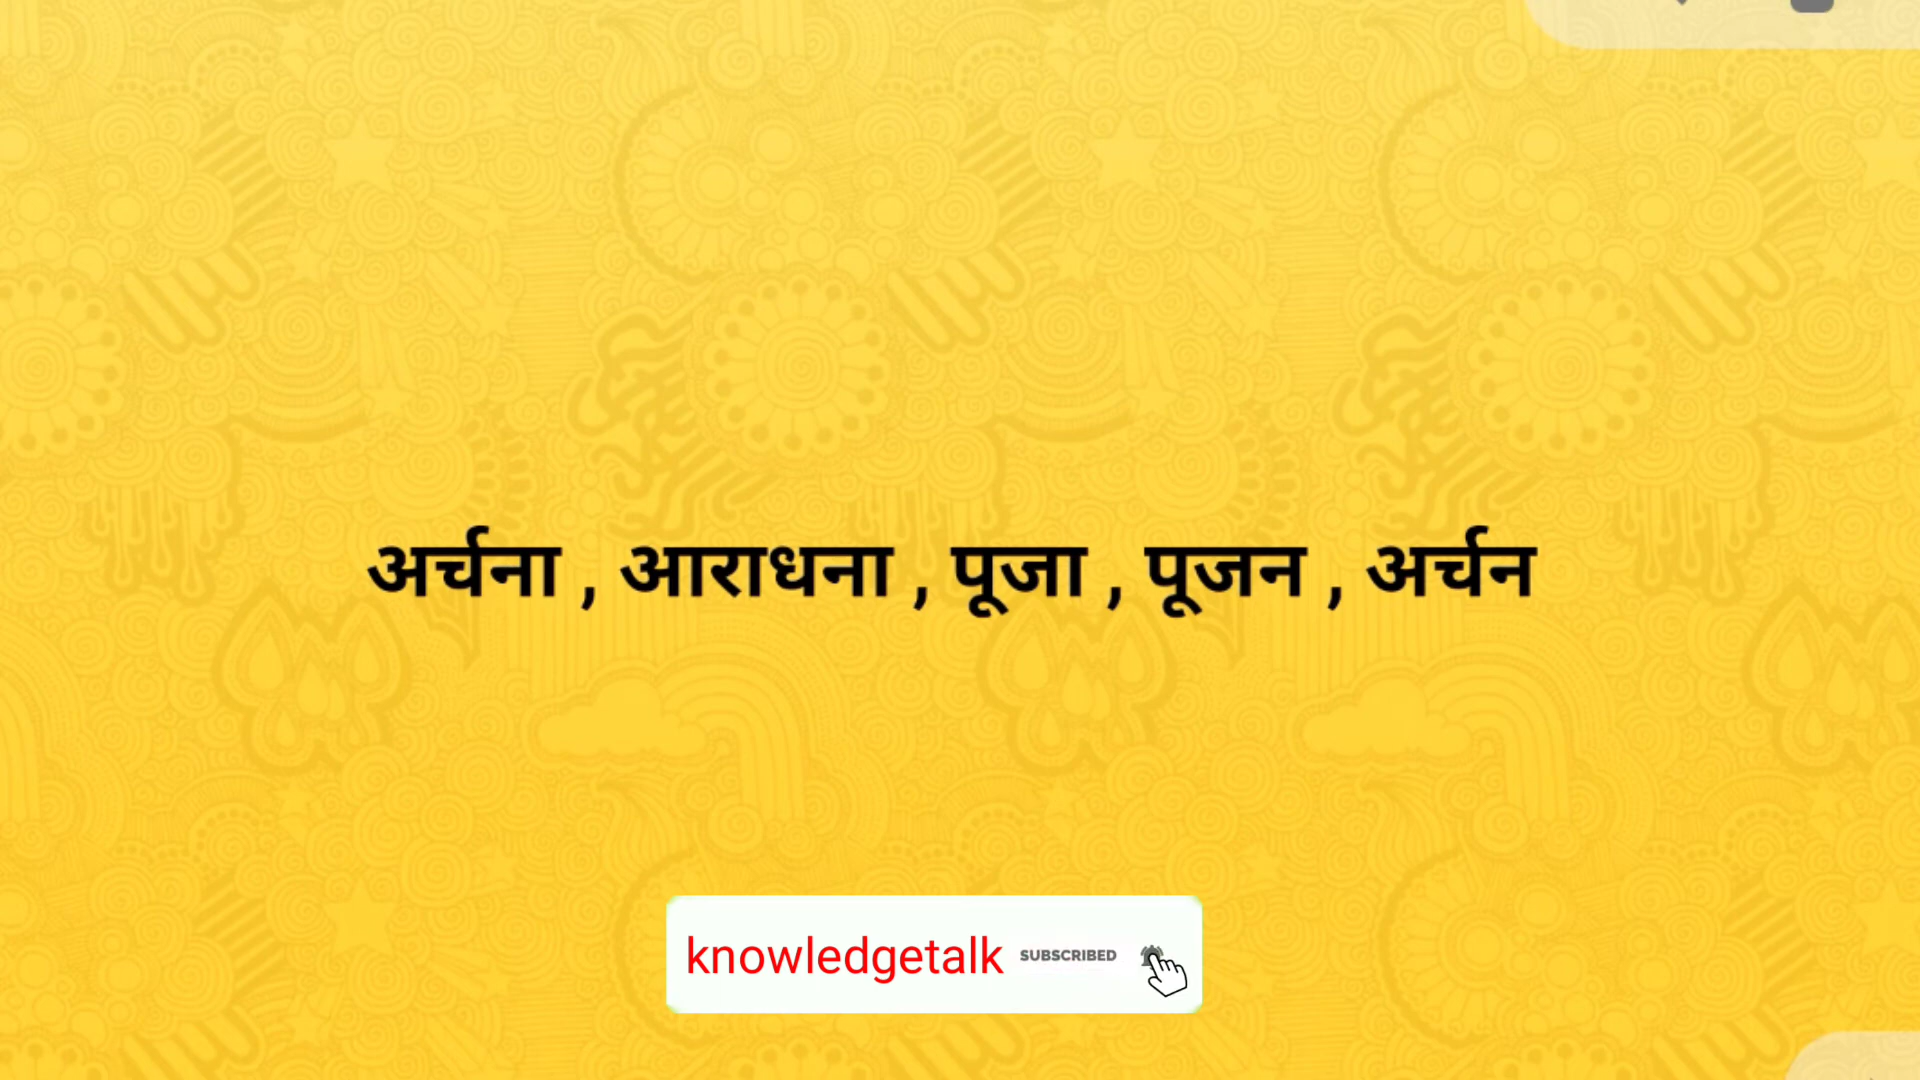 अर्चना , आराधना , पूजा , पूजन , अर्चन
knowledgetalk SUBSCRIBED